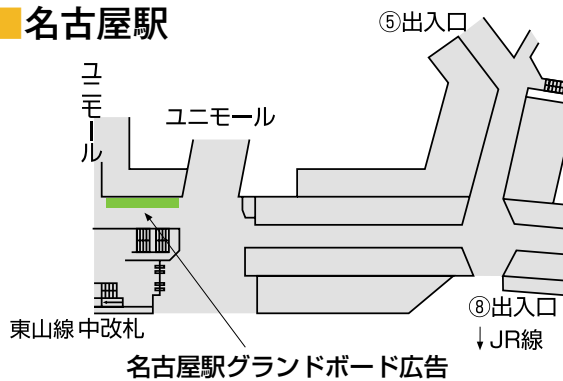 名古屋駅
⑤出入口
ユニモール
ユニモール
東山線 中改札
⑧出入口
↓JR線
名古屋駅グランドボード広告